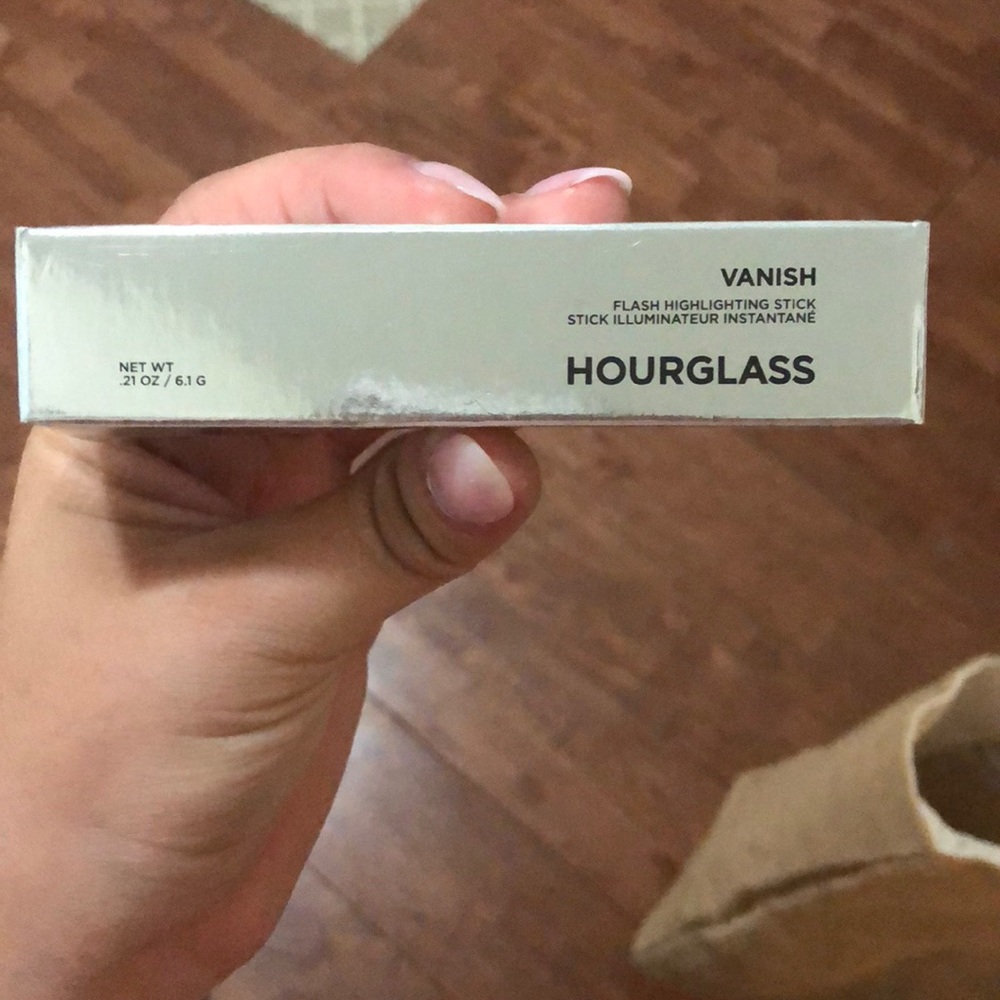 VANISH
FLASH HIGHLIGHTING STICK
STICK ILLUMINATEUR INSTANTANÉ
HOURGLASS
NET WT
.21 OZ / 6.1 G